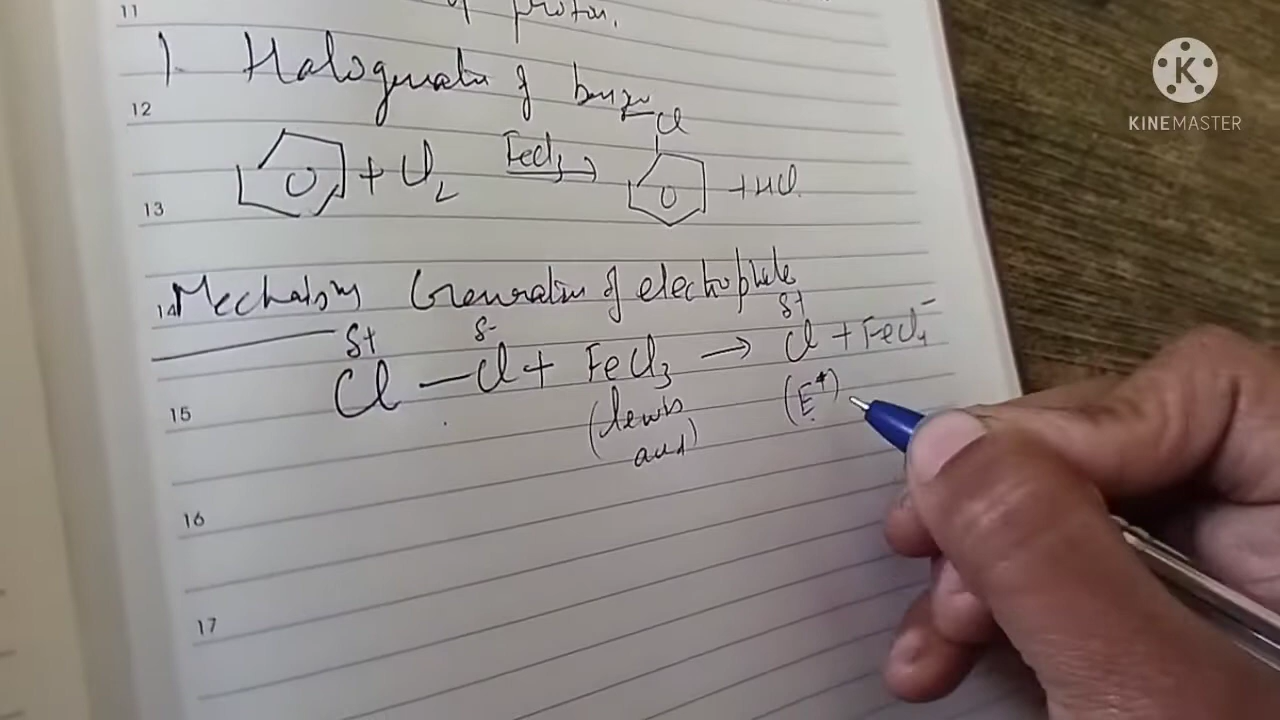 11
of proton.
1. Halogenation of benzene
12
Cl
+ Cl2 FeCl3 → + HCl
13
14 Mechanism Generation of electrophile
δ+ δ- δ+
Cl — Cl + FeCl3 → Cl + FeCl4-
15 (lewis (E+)
acid)
16
17
K
KINEMASTER